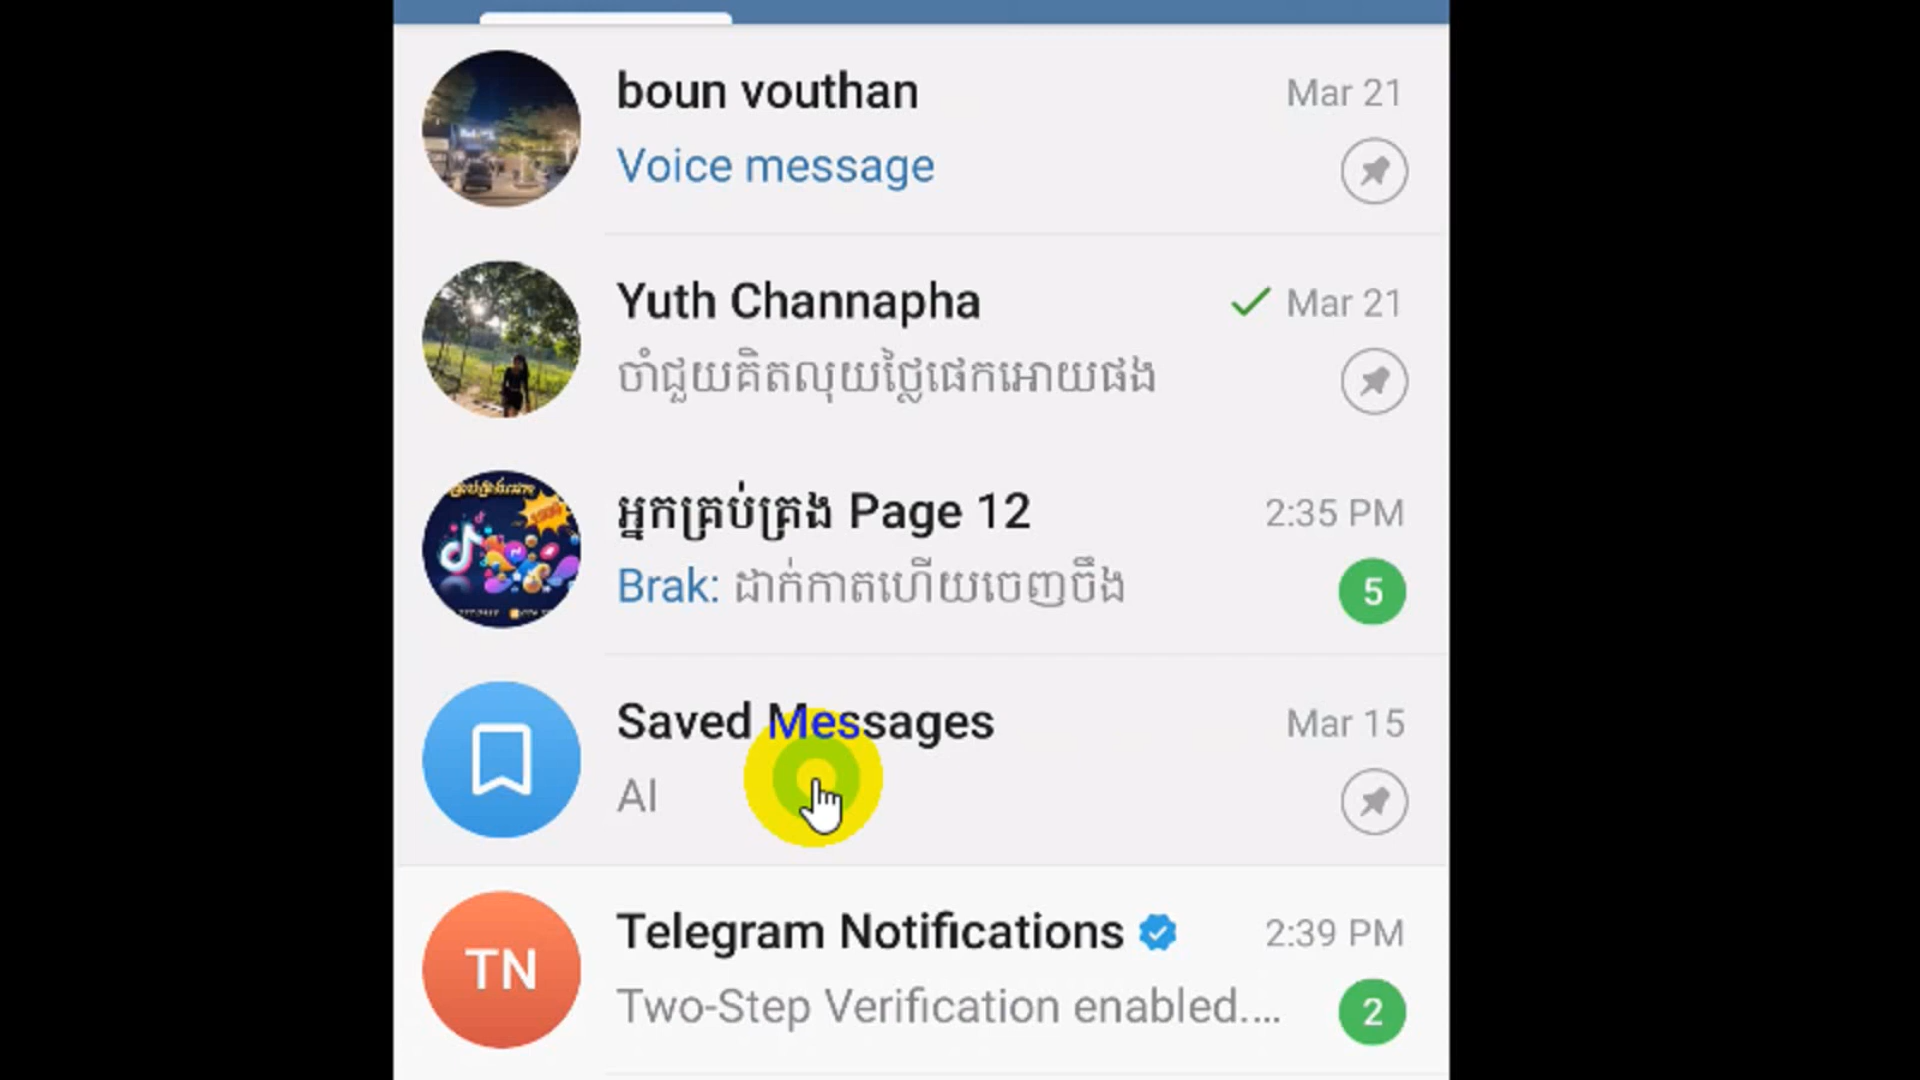 boun vouthan
Mar 21
Voice message
Yuth Channapha
Mar 21
ចាំជួយគិតលុយថ្លៃផេកអោយផង
អ្នកគ្រប់គ្រង Page 12
2:35 PM
Brak: ដាក់កាតហើយចេញចឹង
5
Saved Messages
Mar 15
AI
TN
Telegram Notifications
2:39 PM
Two-Step Verification enabled....
2